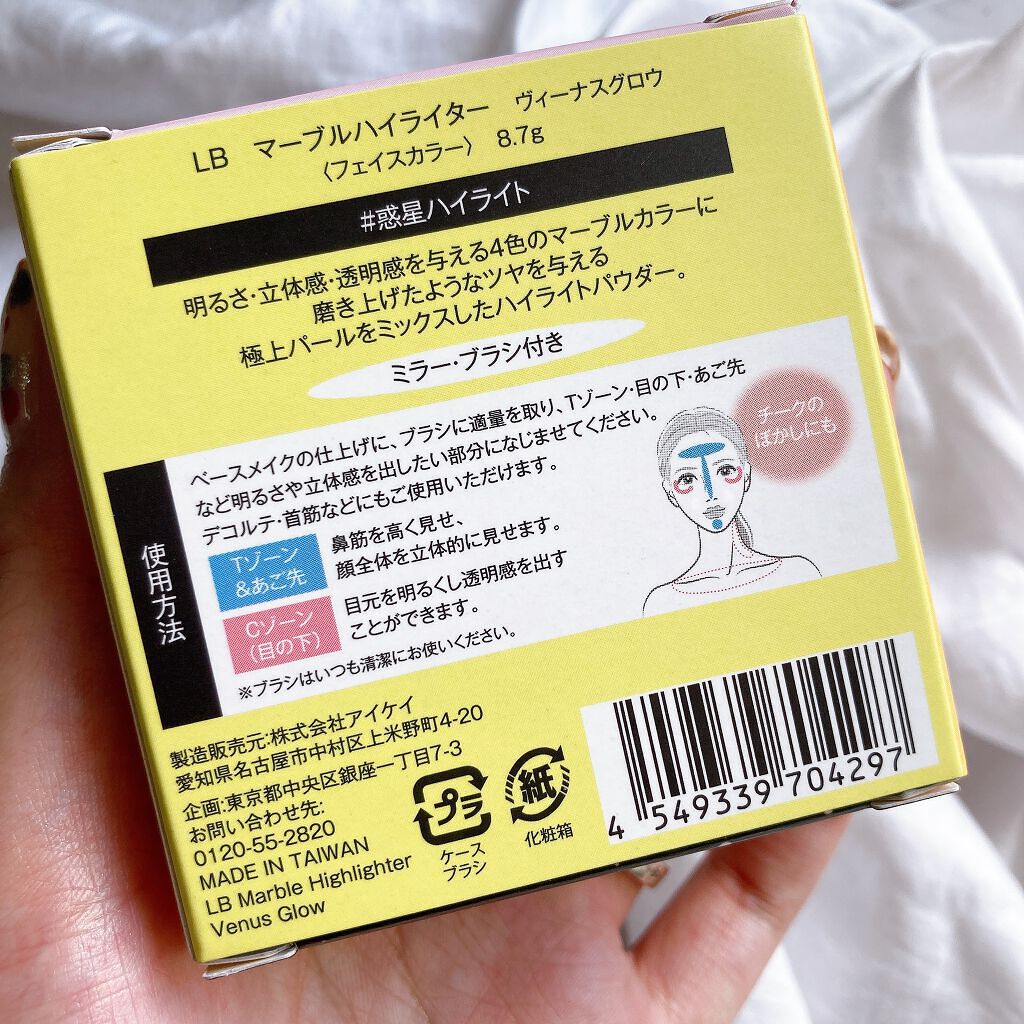 LB マーブルハイライター ヴィーナスグロウ
〈フェイスカラー〉 8.7g
#惑星ハイライト
明るさ・立体感・透明感を与える4色のマーブルカラーに
磨き上げたようなツヤを与える
極上パールをミックスしたハイライトパウダー。
ミラー・ブラシ付き
使用方法
ベースメイクの仕上げに、ブラシに適量を取り、Tゾーン・目の下・あご先
など明るさや立体感を出したい部分になじませてください。
デコルテ・首筋などにもご使用いただけます。
チークの
ぼかしにも
Tゾーン
&あご先
鼻筋を高く見せ、
顔全体を立体的に見せます。
Cゾーン
(目の下)
目元を明るくし透明感を出す
ことができます。
※ブラシはいつも清潔にお使いください。
製造販売元:株式会社アイケイ
愛知県名古屋市中村区上米野町4-20
企画:東京都中央区銀座一丁目7-3
お問い合わせ先:
0120-55-2820
MADE IN TAIWAN
LB Marble Highlighter
Venus Glow
プラ
ケース
ブラシ
紙
化粧箱
4 549339 704297